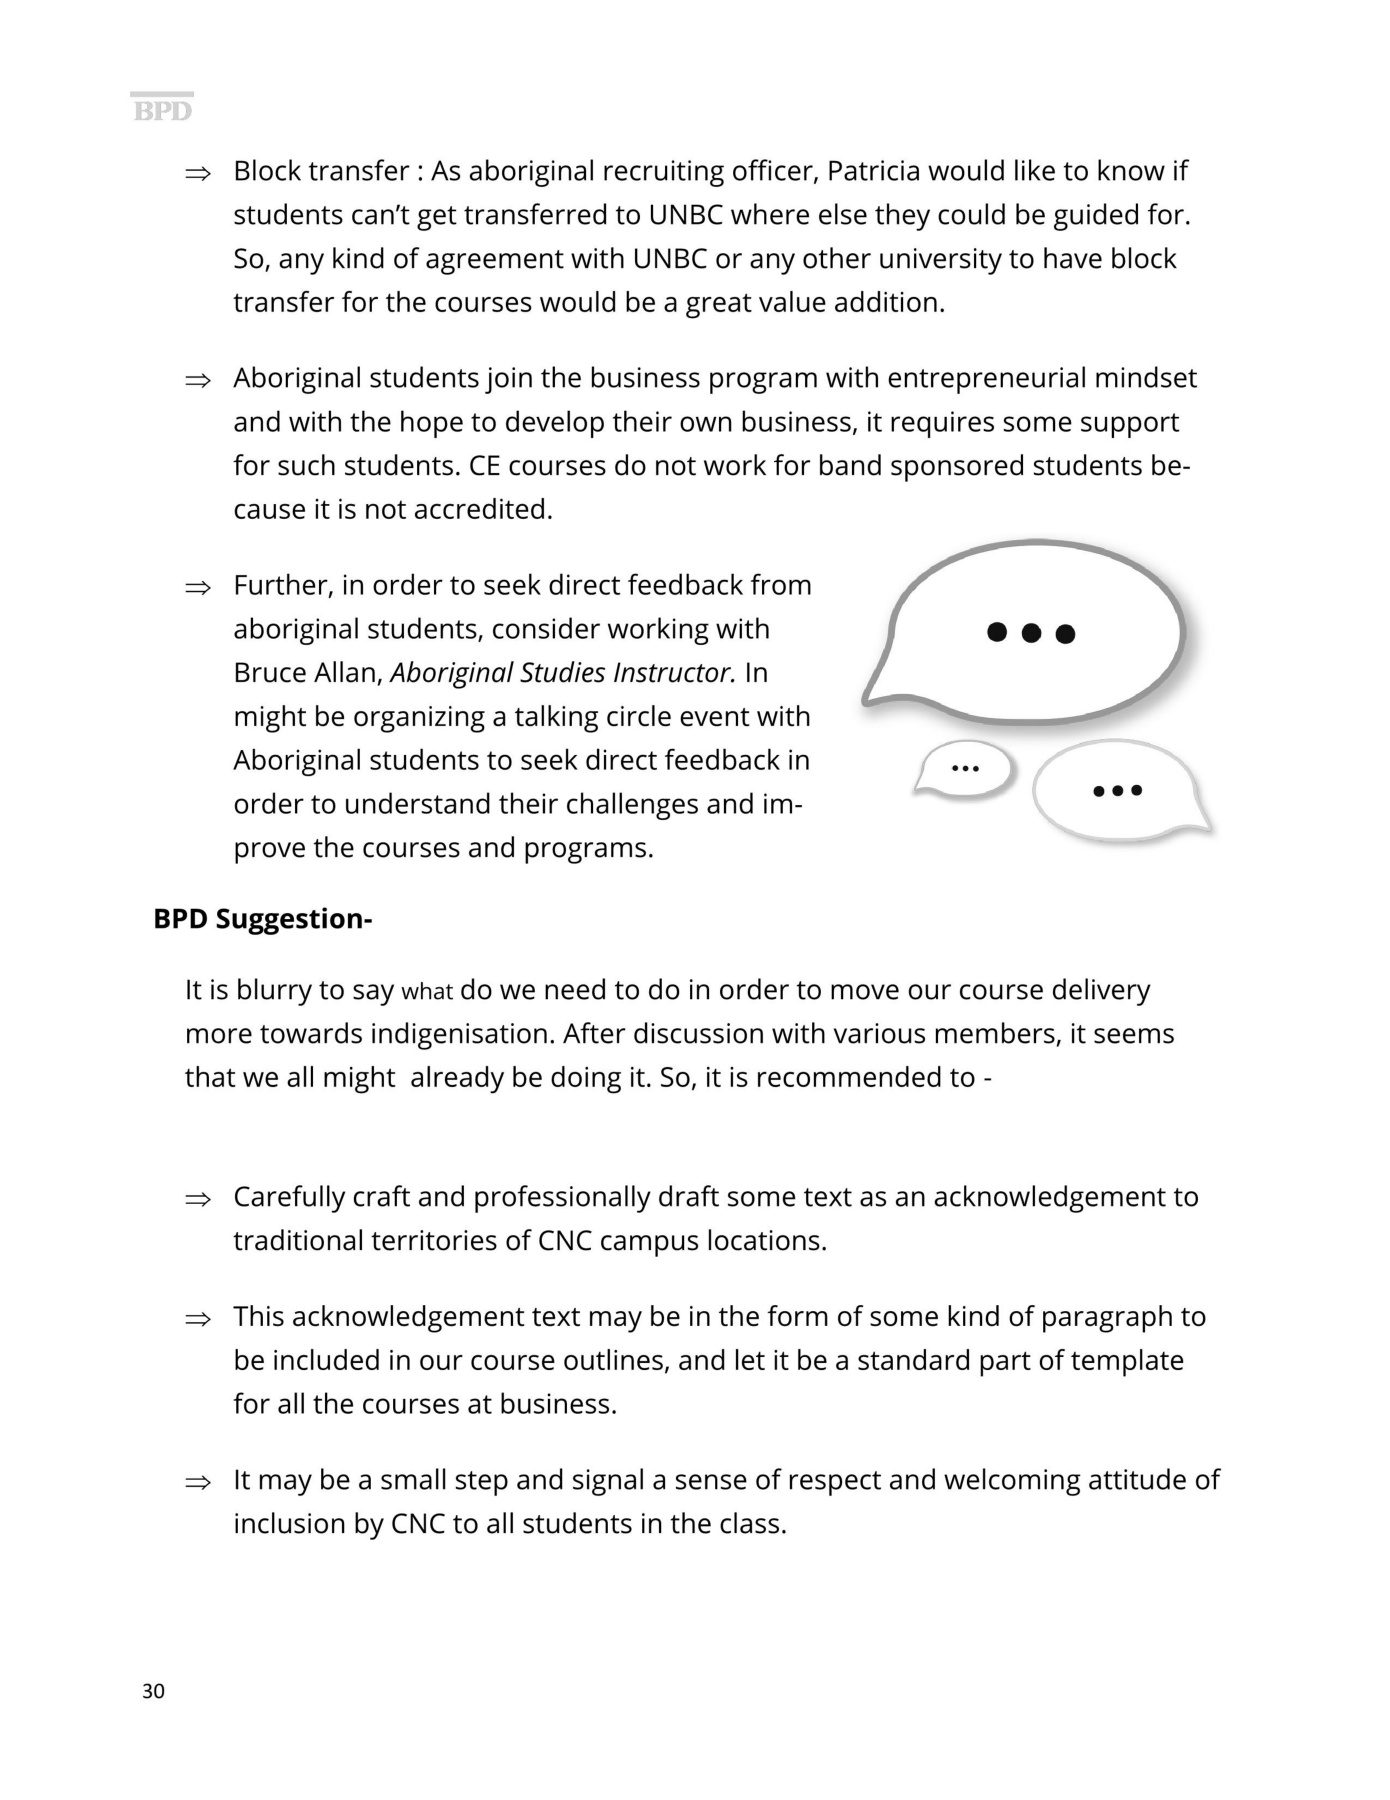 BPD
⇒ Block transfer : As aboriginal recruiting officer, Patricia would like to know if
students can’t get transferred to UNBC where else they could be guided for.
So, any kind of agreement with UNBC or any other university to have block
transfer for the courses would be a great value addition.
⇒ Aboriginal students join the business program with entrepreneurial mindset
and with the hope to develop their own business, it requires some support
for such students. CE courses do not work for band sponsored students be-
cause it is not accredited.
⇒ Further, in order to seek direct feedback from
aboriginal students, consider working with
Bruce Allan, Aboriginal Studies Instructor. In
might be organizing a talking circle event with
Aboriginal students to seek direct feedback in
order to understand their challenges and im-
prove the courses and programs.
BPD Suggestion-
It is blurry to say what do we need to do in order to move our course delivery
more towards indigenisation. After discussion with various members, it seems
that we all might  already be doing it. So, it is recommended to -
⇒ Carefully craft and professionally draft some text as an acknowledgement to
traditional territories of CNC campus locations.
⇒ This acknowledgement text may be in the form of some kind of paragraph to
be included in our course outlines, and let it be a standard part of template
for all the courses at business.
⇒ It may be a small step and signal a sense of respect and welcoming attitude of
inclusion by CNC to all students in the class.
30